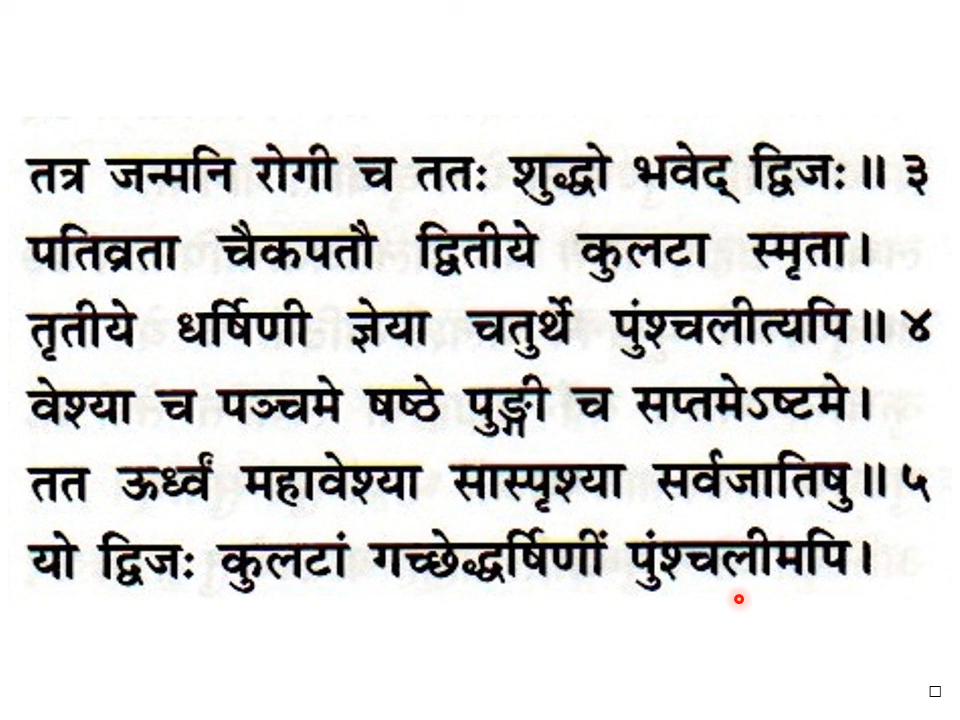 तत्र जन्मनि रोगी च ततः शुद्धो भवेद् द्विजः॥ ३
पतिव्रता चैकपतौ द्वितीये कुलटा स्मृता।
तृतीये धर्षिणी ज्ञेया चतुर्थे पुंश्चलीत्यपि॥ ४
वेश्या च पञ्चमे षष्ठे पुङ्गी च सप्तमेऽष्टमे।
तत ऊर्ध्वं महावेश्या सास्पृश्या सर्वजातिषु॥ ५
यो द्विजः कुलटां गच्छेद्धर्षिणीं पुंश्चलीमपि।